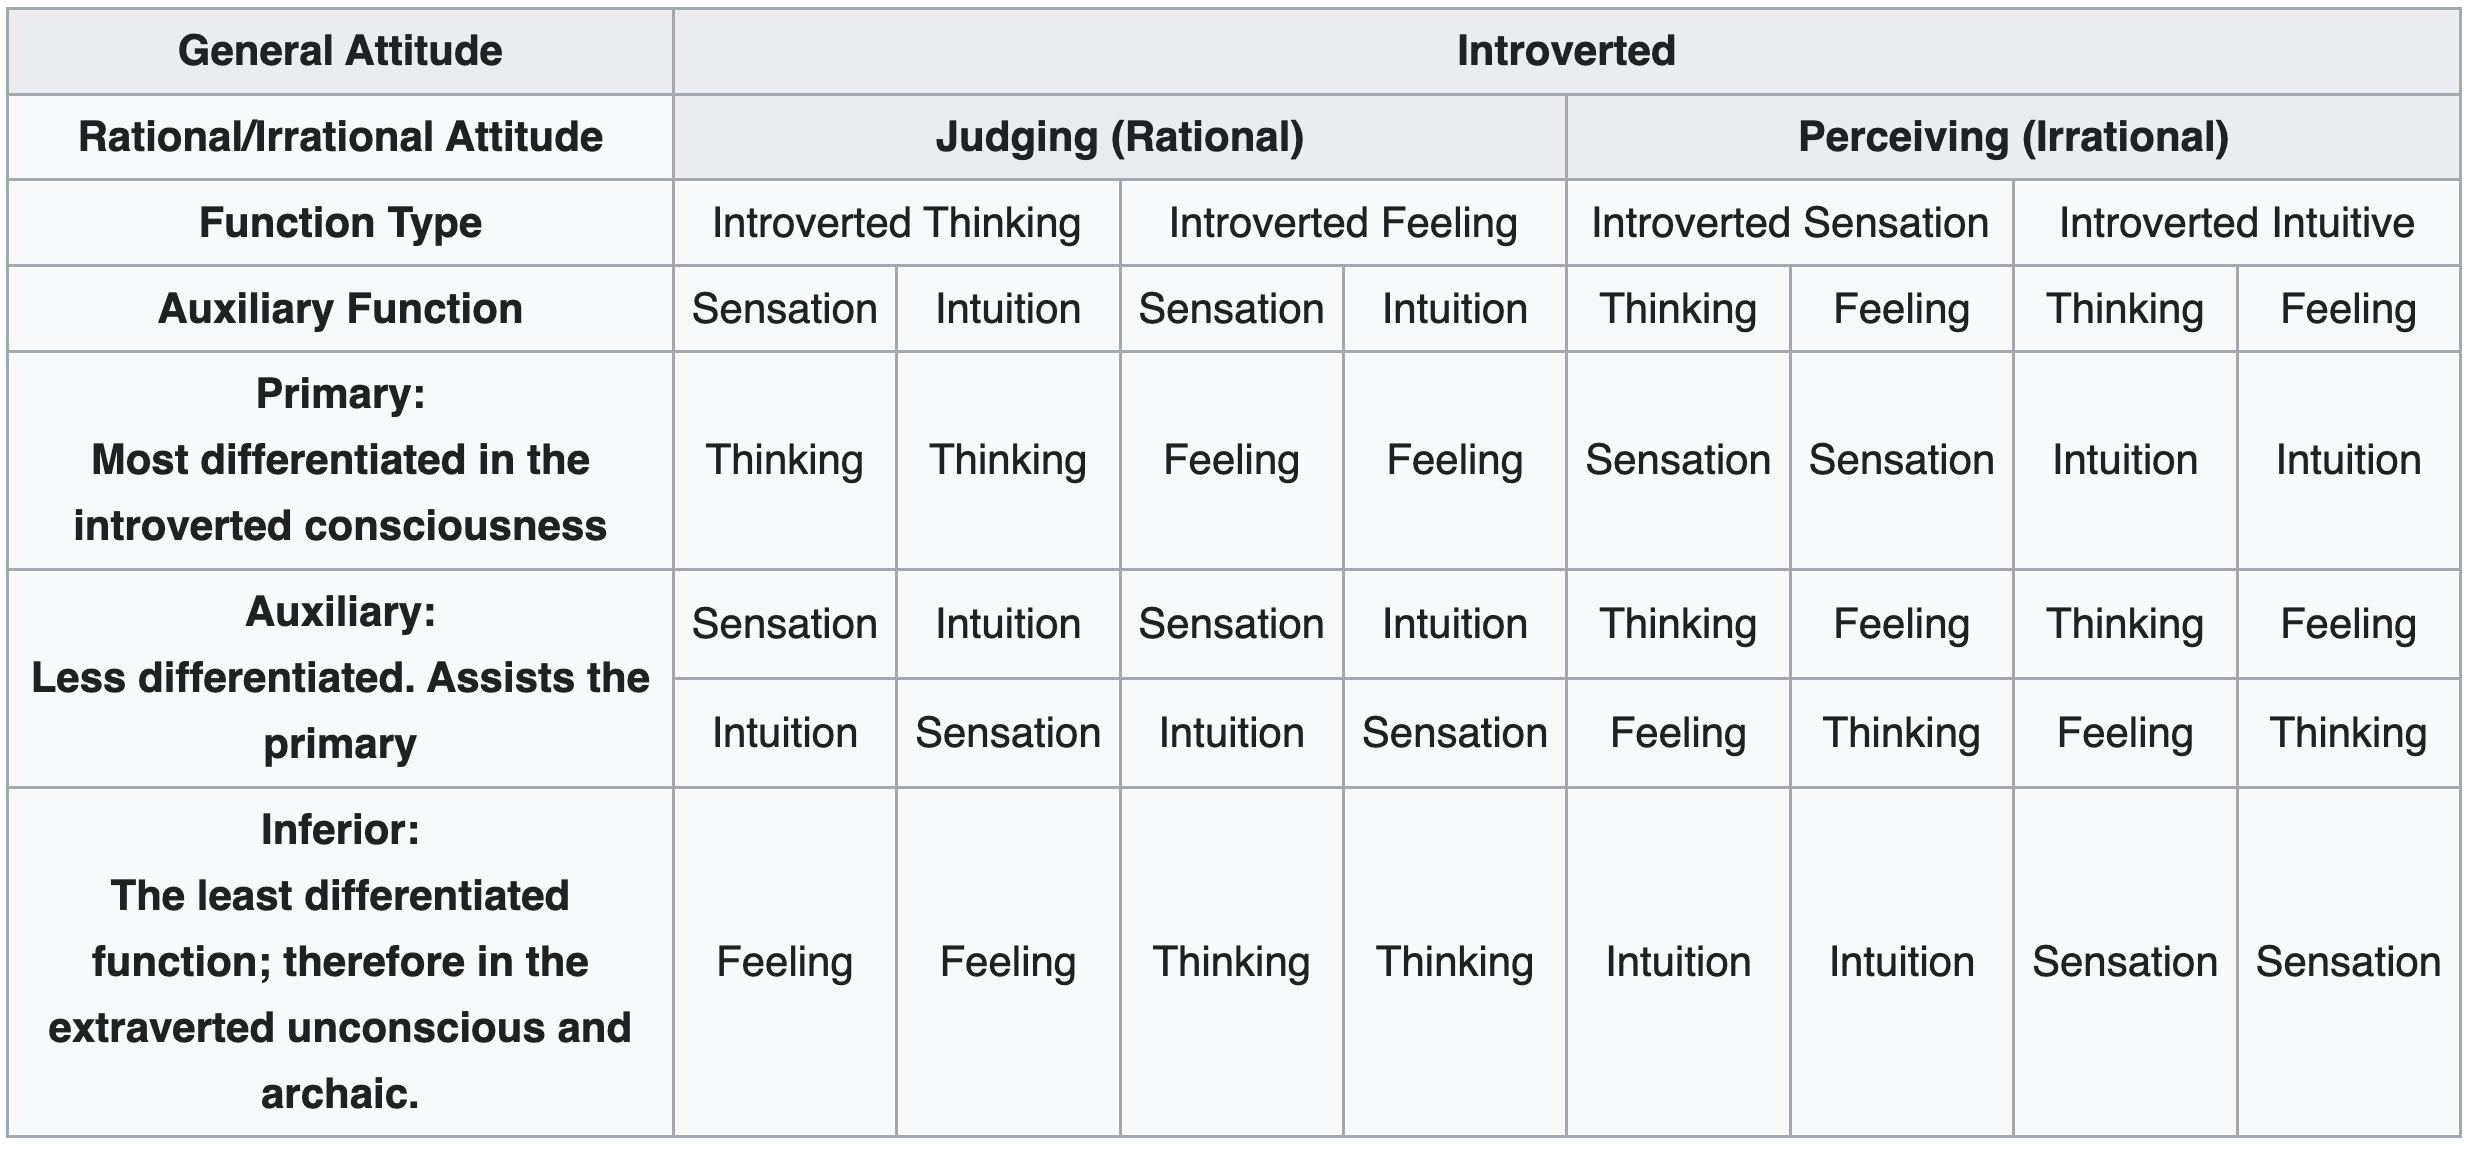 General Attitude Introverted
Rational/Irrational Attitude Judging (Rational) Perceiving (Irrational)
Function Type Introverted Thinking Introverted Feeling Introverted Sensation Introverted Intuitive
Auxiliary Function Sensation Intuition Sensation Intuition Thinking Feeling Thinking Feeling
Primary:
Most differentiated in the
introverted consciousness
Thinking Thinking Feeling Feeling Sensation Sensation Intuition Intuition
Auxiliary:
Less differentiated. Assists the
primary
Sensation Intuition Sensation Intuition Thinking Feeling Thinking Feeling
Intuition Sensation Intuition Sensation Feeling Thinking Feeling Thinking
Inferior:
The least differentiated
function; therefore in the
extraverted unconscious and
archaic.
Feeling Feeling Thinking Thinking Intuition Intuition Sensation Sensation